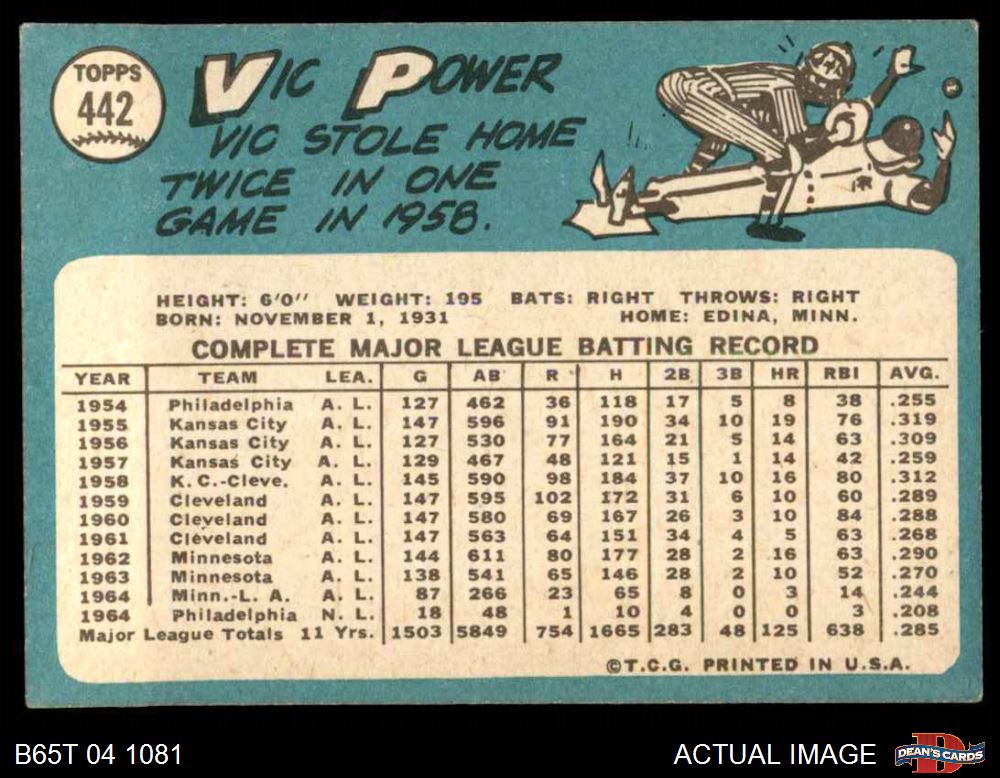 TOPPS
442
VIC POWER
VIC STOLE HOME
TWICE IN ONE
GAME IN 1958.
HEIGHT: 6'0" WEIGHT: 195 BATS: RIGHT THROWS: RIGHT
BORN: NOVEMBER 1, 1931 HOME: EDINA, MINN.
COMPLETE MAJOR LEAGUE BATTING RECORD
YEAR TEAM LEA. G AB R H 2B 3B HR RBI AVG.
1954 Philadelphia A. L. 127 462 36 118 17 5 8 38 .255
1955 Kansas City A. L. 147 596 91 190 34 10 19 76 .319
1956 Kansas City A. L. 127 530 77 164 21 5 14 63 .309
1957 Kansas City A. L. 129 467 48 121 15 1 14 42 .259
1958 K. C.-Cleve. A. L. 145 590 98 184 37 10 16 80 .312
1959 Cleveland A. L. 147 595 102 172 31 6 10 60 .289
1960 Cleveland A. L. 147 580 69 167 26 3 10 84 .288
1961 Cleveland A. L. 147 563 64 151 34 4 5 63 .268
1962 Minnesota A. L. 144 611 80 177 28 2 16 63 .290
1963 Minnesota A. L. 138 541 65 146 28 2 10 52 .270
1964 Minn.-L. A. A. L. 87 266 23 65 8 0 3 14 .244
1964 Philadelphia N. L. 18 48 1 10 4 0 0 3 .208
Major League Totals 11 Yrs. 1503 5849 754 1665 283 48 125 638 .285
©T.C.G. PRINTED IN U.S.A.
B65T 04 1081 ACTUAL IMAGE DEAN'S CARDS